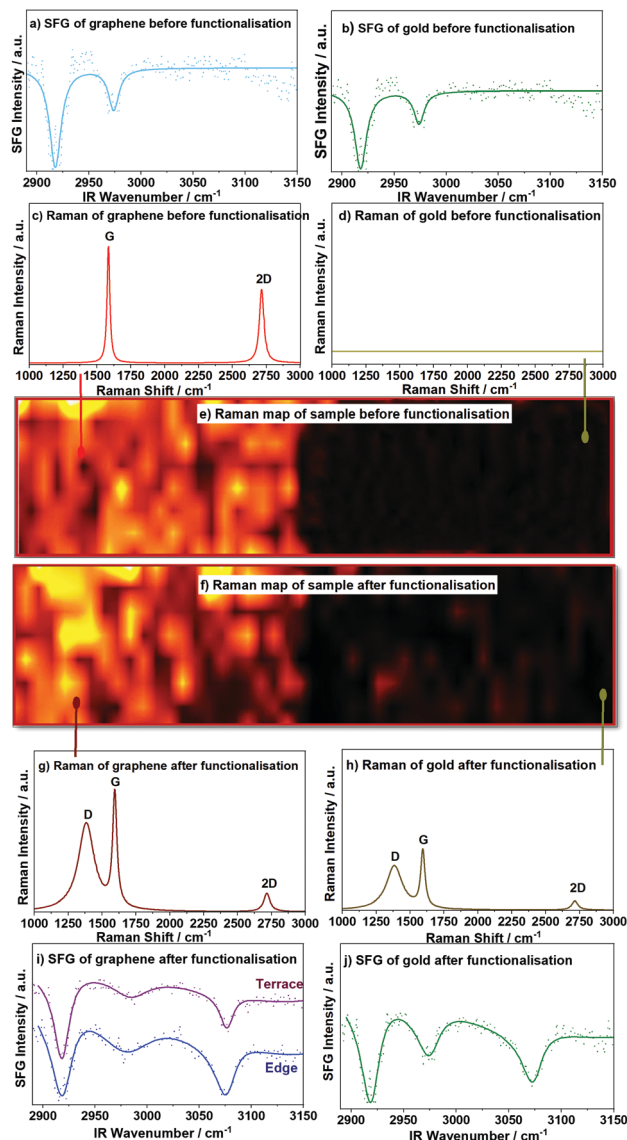 a) SFG of graphene before functionalisation
SFG Intensity / a.u.
2900 2950 3000 3050 3100 3150
IR Wavenumber / cm⁻¹
b) SFG of gold before functionalisation
SFG Intensity / a.u.
2900 2950 3000 3050 3100 3150
IR Wavenumber / cm⁻¹
c) Raman of graphene before functionalisation
Raman Intensity / a.u.
G
2D
1000 1250 1500 1750 2000 2250 2500 2750 3000
Raman Shift / cm⁻¹
d) Raman of gold before functionalisation
Raman Intensity / a.u.
1000 1250 1500 1750 2000 2250 2500 2750 3000
Raman Shift / cm⁻¹
e) Raman map of sample before functionalisation
f) Raman map of sample after functionalisation
g) Raman of graphene after functionalisation
Raman Intensity / a.u.
D
G
2D
1000 1250 1500 1750 2000 2250 2500 2750 3000
Raman Shift / cm⁻¹
h) Raman of gold after functionalisation
Raman Intensity / a.u.
D
G
2D
1000 1250 1500 1750 2000 2250 2500 2750 3000
Raman Shift / cm⁻¹
i) SFG of graphene after functionalisation
SFG Intensity / a.u.
Terrace
Edge
2900 2950 3000 3050 3100 3150
IR Wavenumber / cm⁻¹
j) SFG of gold after functionalisation
SFG Intensity / a.u.
2900 2950 3000 3050 3100 3150
IR Wavenumber / cm⁻¹